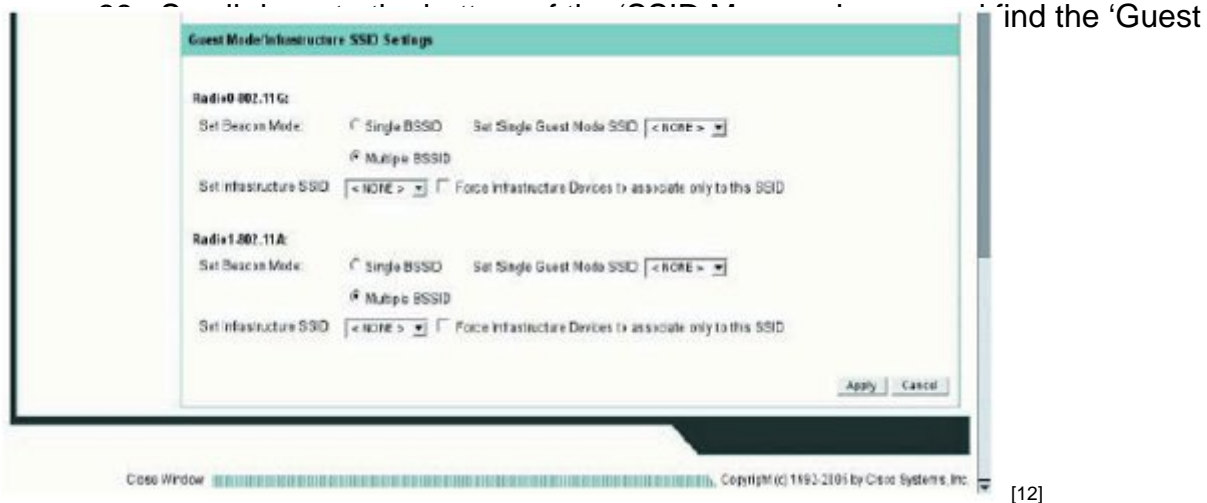 find the ‘Guest
Guest Mode/Infrastructure SSID Settings
Radio0-802.11G:
Set Beacon Mode: Single BSSID Set Single Guest Mode SSID: < NONE >
Multiple BSSID
Set Infrastructure SSID: < NONE > Force Infrastructure Devices to associate only to this SSID
Radio1-802.11A:
Set Beacon Mode: Single BSSID Set Single Guest Mode SSID: < NONE >
Multiple BSSID
Set Infrastructure SSID: < NONE > Force Infrastructure Devices to associate only to this SSID
Apply Cancel
Close Window Copyright (c) by Cisco Systems, Inc.
[12]